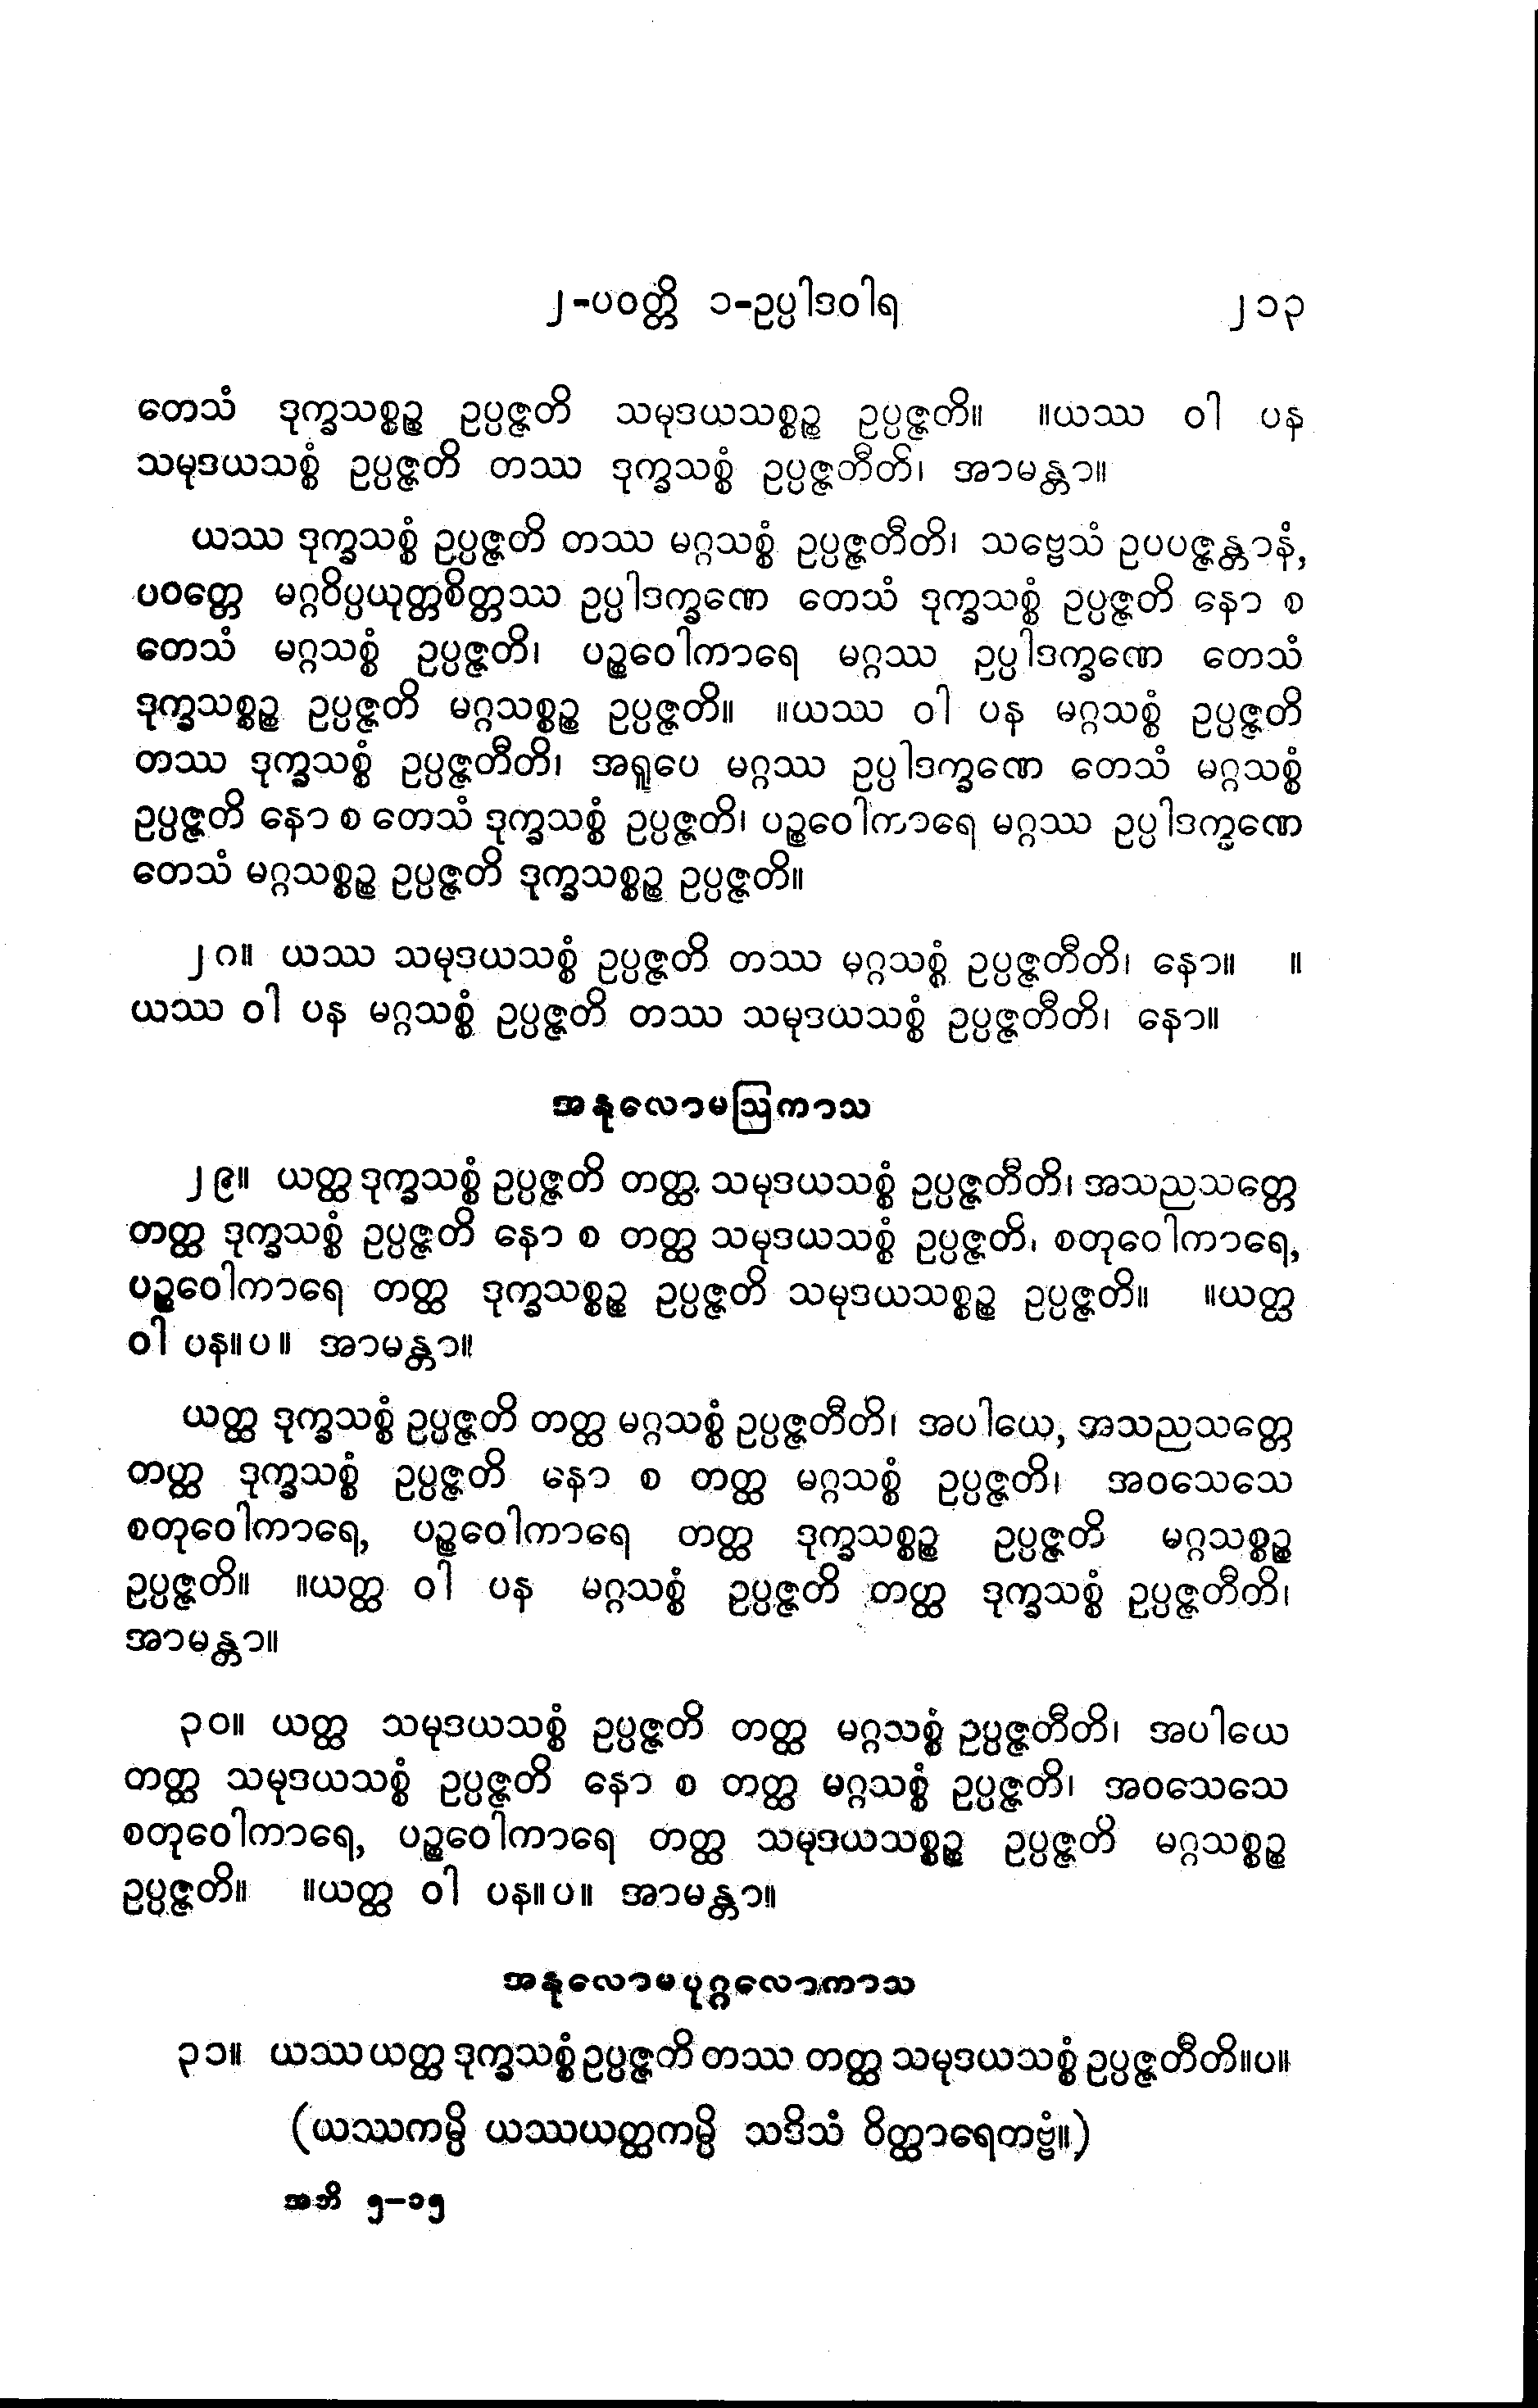 ၂-ပဝတ္တိ ၁-ဥပ္ပါဒဝါရ ၂၁၃
တေသံ ဒုက္ခသစ္စဉ္စ ဥပ္ပဇ္ဇတိ သမုဒယသစ္စဉ္စ ဥပ္ပဇ္ဇတိ။ ။ယဿ ဝါ ပန
သမုဒယသစ္စံ ဥပ္ပဇ္ဇတိ တဿ ဒုက္ခသစ္စံ ဥပ္ပဇ္ဇတီတိ၊ အာမန္တာ။
ယဿ ဒုက္ခသစ္စံ ဥပ္ပဇ္ဇတိ တဿ မဂ္ဂသစ္စံ ဥပ္ပဇ္ဇတီတိ၊ သဗ္ဗေသံ ဥပပဇ္ဇန္တာနံ,
ပဝတ္တေ မဂ္ဂဝိပ္ပယုတ္တစိတ္တဿ ဥပ္ပါဒက္ခဏေ တေသံ ဒုက္ခသစ္စံ ဥပ္ပဇ္ဇတိ နော စ
တေသံ မဂ္ဂသစ္စံ ဥပ္ပဇ္ဇတိ၊ ပဉ္စဝေါကာရေ မဂ္ဂဿ ဥပ္ပါဒက္ခဏေ တေသံ
ဒုက္ခသစ္စဉ္စ ဥပ္ပဇ္ဇတိ မဂ္ဂသစ္စဉ္စ ဥပ္ပဇ္ဇတိ။ ။ယဿ ဝါ ပန မဂ္ဂသစ္စံ ဥပ္ပဇ္ဇတိ
တဿ ဒုက္ခသစ္စံ ဥပ္ပဇ္ဇတီတိ၊ အရူပေ မဂ္ဂဿ ဥပ္ပါဒက္ခဏေ တေသံ မဂ္ဂသစ္စံ
ဥပ္ပဇ္ဇတိ နော စ တေသံ ဒုက္ခသစ္စံ ဥပ္ပဇ္ဇတိ၊ ပဉ္စဝေါကာရေ မဂ္ဂဿ ဥပ္ပါဒက္ခဏေ
တေသံ မဂ္ဂသစ္စဉ္စ ဥပ္ပဇ္ဇတိ ဒုက္ခသစ္စဉ္စ ဥပ္ပဇ္ဇတိ။
၂၈။ ယဿ သမုဒယသစ္စံ ဥပ္ပဇ္ဇတိ တဿ မဂ္ဂသစ္စံ ဥပ္ပဇ္ဇတီတိ၊ နော။ ။
ယဿ ဝါ ပန မဂ္ဂသစ္စံ ဥပ္ပဇ္ဇတိ တဿ သမုဒယသစ္စံ ဥပ္ပဇ္ဇတီတိ၊ နော။
အနုလောမဩကာသ
၂၉။ ယတ္ထ ဒုက္ခသစ္စံ ဥပ္ပဇ္ဇတိ တတ္ထ သမုဒယသစ္စံ ဥပ္ပဇ္ဇတီတိ၊ အသညသတ္တေ
တတ္ထ ဒုက္ခသစ္စံ ဥပ္ပဇ္ဇတိ နော စ တတ္ထ သမုဒယသစ္စံ ဥပ္ပဇ္ဇတိ၊ စတုဝေါကာရေ,
ပဉ္စဝေါကာရေ တတ္ထ ဒုက္ခသစ္စဉ္စ ဥပ္ပဇ္ဇတိ သမုဒယသစ္စဉ္စ ဥပ္ပဇ္ဇတိ။ ။ယတ္ထ
ဝါ ပန။ပ။ အာမန္တာ။
ယတ္ထ ဒုက္ခသစ္စံ ဥပ္ပဇ္ဇတိ တတ္ထ မဂ္ဂသစ္စံ ဥပ္ပဇ္ဇတီတိ၊ အပါယေ, အသညသတ္တေ
တတ္ထ ဒုက္ခသစ္စံ ဥပ္ပဇ္ဇတိ နော စ တတ္ထ မဂ္ဂသစ္စံ ဥပ္ပဇ္ဇတိ၊ အဝသေသေ
စတုဝေါကာရေ, ပဉ္စဝေါကာရေ တတ္ထ ဒုက္ခသစ္စဉ္စ ဥပ္ပဇ္ဇတိ မဂ္ဂသစ္စဉ္စ
ဥပ္ပဇ္ဇတိ။ ။ယတ္ထ ဝါ ပန မဂ္ဂသစ္စံ ဥပ္ပဇ္ဇတိ တတ္ထ ဒုက္ခသစ္စံ ဥပ္ပဇ္ဇတီတိ၊
အာမန္တာ။
၃၀။ ယတ္ထ သမုဒယသစ္စံ ဥပ္ပဇ္ဇတိ တတ္ထ မဂ္ဂသစ္စံ ဥပ္ပဇ္ဇတီတိ၊ အပါယေ
တတ္ထ သမုဒယသစ္စံ ဥပ္ပဇ္ဇတိ နော စ တတ္ထ မဂ္ဂသစ္စံ ဥပ္ပဇ္ဇတိ၊ အဝသေသေ
စတုဝေါကာရေ, ပဉ္စဝေါကာရေ တတ္ထ သမုဒယသစ္စဉ္စ ဥပ္ပဇ္ဇတိ မဂ္ဂသစ္စဉ္စ
ဥပ္ပဇ္ဇတိ။ ။ယတ္ထ ဝါ ပန။ပ။ အာမန္တာ။
အနုလောမပုဂ္ဂလောကာသ
၃၁။ ယဿ ယတ္ထ ဒုက္ခသစ္စံ ဥပ္ပဇ္ဇတိ တဿ တတ္ထ သမုဒယသစ္စံ ဥပ္ပဇ္ဇတီတိ။ပ။
(ယဿကမ္ပိ ယဿယတ္ထကမ္ပိ သဒိသံ ဝိတ္ထာရေတဗ္ဗံ။)
အဘိ ၅-၁၅